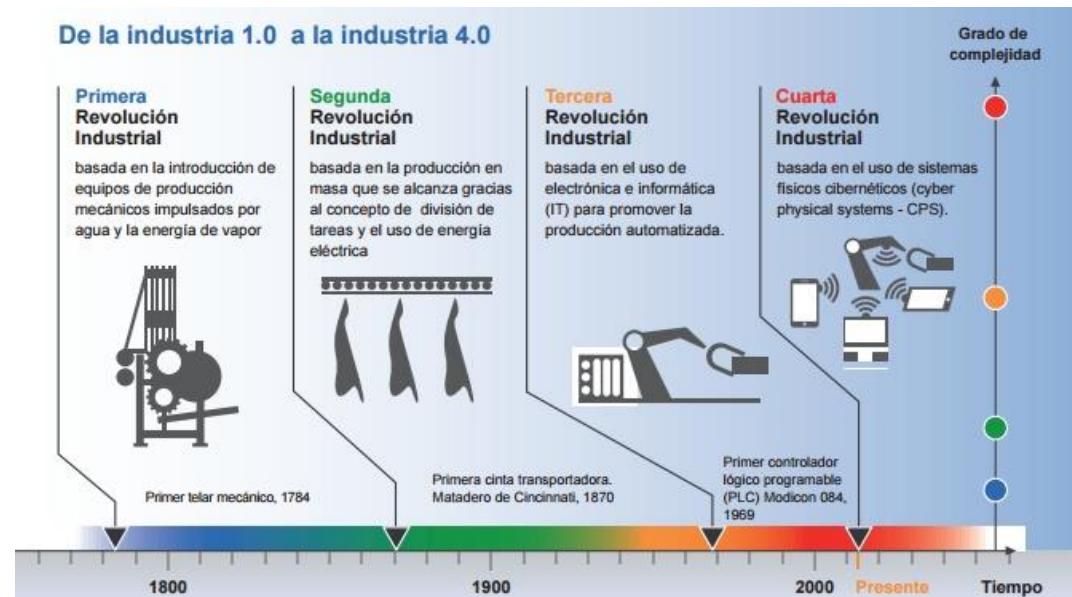 De la industria 1.0 a la industria 4.0
Grado de
complejidad
Primera
Revolución
Industrial
basada en la introducción de
equipos de producción
mecánicos impulsados por
agua y la energía de vapor
Segunda
Revolución
Industrial
basada en la producción en
masa que se alcanza gracias
al concepto de división de
tareas y el uso de energía
eléctrica
Tercera
Revolución
Industrial
basada en el uso de
electrónica e informática
(IT) para promover la
producción automatizada.
Cuarta
Revolución
Industrial
basada en el uso de sistemas
físicos cibernéticos (cyber
physical systems - CPS).
Primer telar mecánico, 1784
Primera cinta transportadora.
Matadero de Cincinnati, 1870
Primer controlador
lógico programable
(PLC) Modicon 084,
1969
1800
1900
2000
Presente
Tiempo